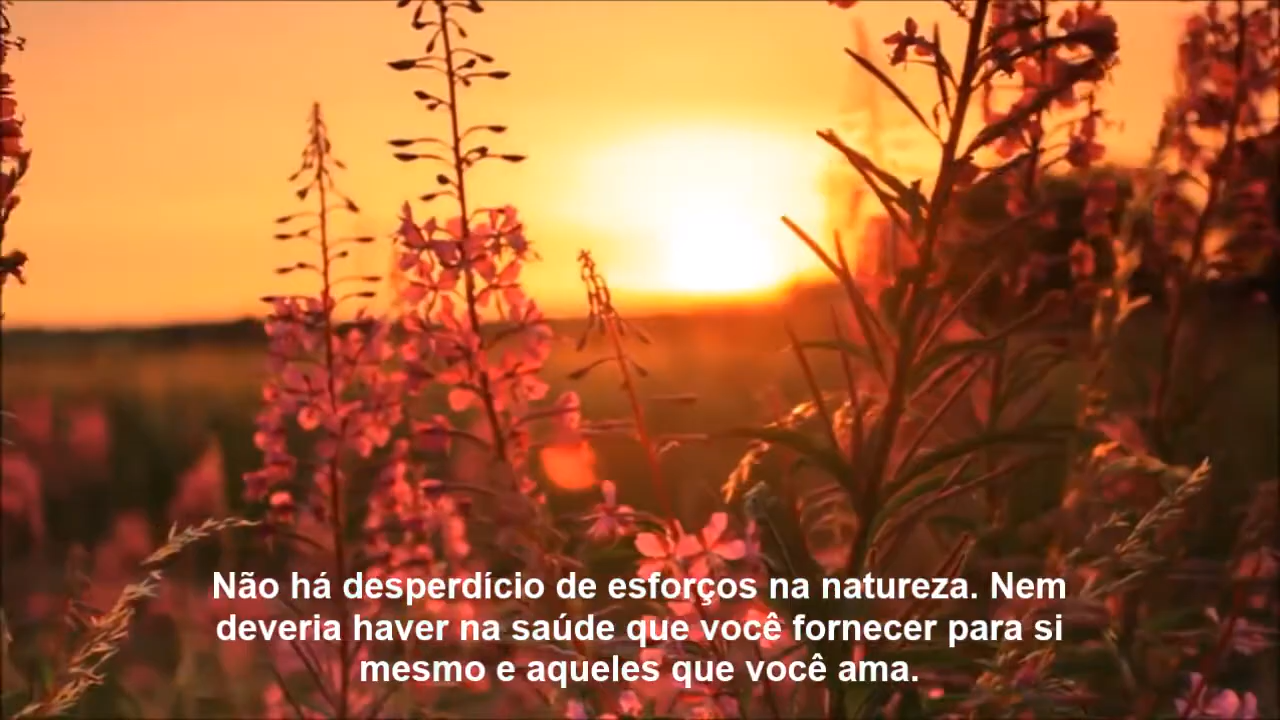 Não há desperdício de esforços na natureza. Nem
deveria haver na saúde que você fornecer para si
mesmo e aqueles que você ama.